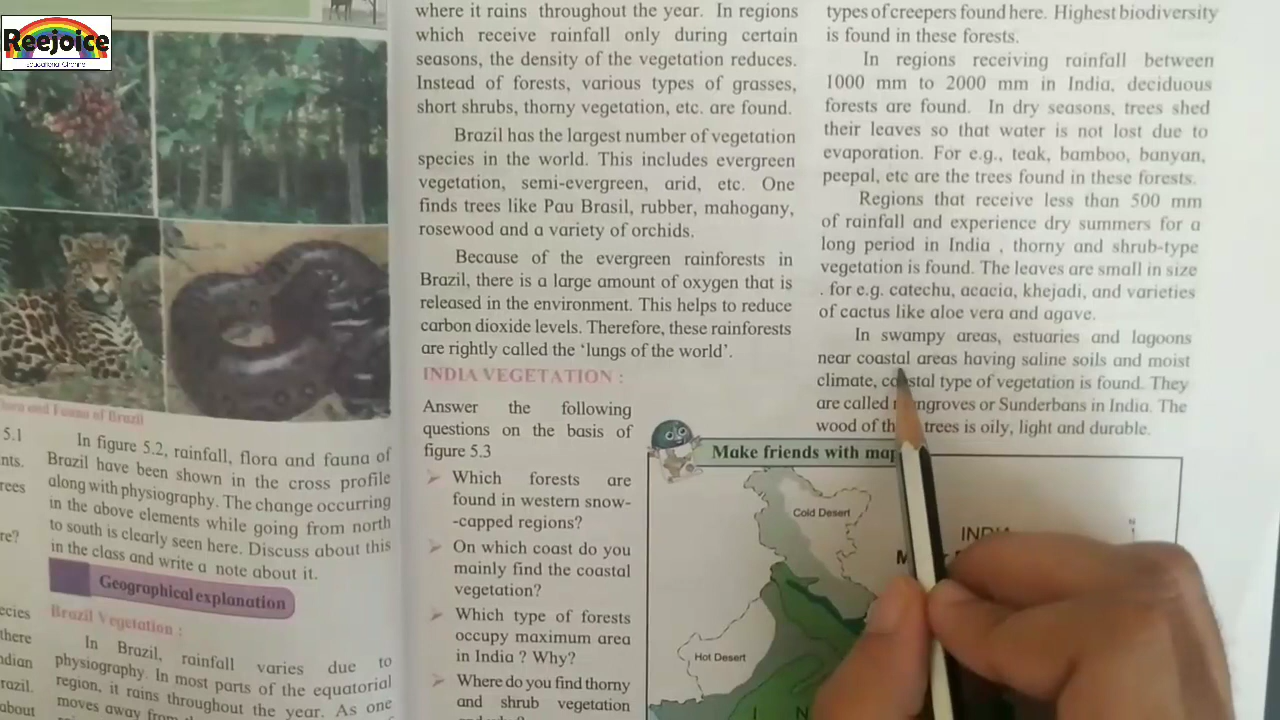 Reejoice
Educational Channel
Flora and Fauna of Brazil
5.1
nts.
rees
re?
ecies
there
ndian
razil.
about
In figure 5.2, rainfall, flora and fauna of
Brazil have been shown in the cross profile
along with physiography. The change occurring
in the above elements while going from north
to south is clearly seen here. Discuss about this
in the class and write a note about it.
Geographical explanation
Brazil Vegetation :
In Brazil, rainfall varies due to
physiography. In most parts of the equatorial
region, it rains throughout the year. As one
moves away from the
where it rains throughout the year. In regions
which receive rainfall only during certain
seasons, the density of the vegetation reduces.
Instead of forests, various types of grasses,
short shrubs, thorny vegetation, etc. are found.
Brazil has the largest number of vegetation
species in the world. This includes evergreen
vegetation, semi-evergreen, arid, etc. One
finds trees like Pau Brasil, rubber, mahogany,
rosewood and a variety of orchids.
Because of the evergreen rainforests in
Brazil, there is a large amount of oxygen that is
released in the environment. This helps to reduce
carbon dioxide levels. Therefore, these rainforests
are rightly called the ‘lungs of the world’.
INDIA VEGETATION :
Answer the following
questions on the basis of
figure 5.3
➢ Which forests are
found in western snow-
-capped regions?
➢ On which coast do you
mainly find the coastal
vegetation?
➢ Which type of forests
occupy maximum area
in India ? Why?
➢ Where do you find thorny
and shrub vegetation
types of creepers found here. Highest biodiversity
is found in these forests.
In regions receiving rainfall between
1000 mm to 2000 mm in India, deciduous
forests are found. In dry seasons, trees shed
their leaves so that water is not lost due to
evaporation. For e.g., teak, bamboo, banyan,
peepal, etc are the trees found in these forests.
Regions that receive less than 500 mm
of rainfall and experience dry summers for a
long period in India , thorny and shrub-type
vegetation is found. The leaves are small in size
. for e.g. catechu, acacia, khejadi, and varieties
of cactus like aloe vera and agave.
In swampy areas, estuaries and lagoons
near coastal areas having saline soils and moist
climate, coastal type of vegetation is found. They
are called mangroves or Sunderbans in India. The
wood of trees is oily, light and durable.
Make friends with map
Cold Desert
INDIA
N
Hot Desert
I N